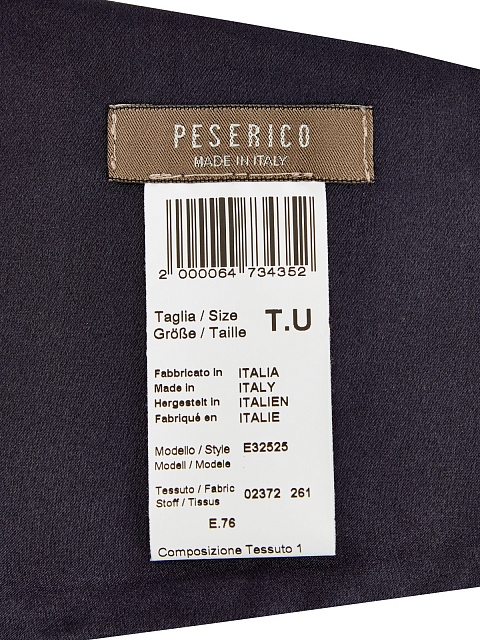 PESERICO
MADE IN ITALY
2 000064 734352
Taglia / Size T.U
Größe / Taille
Fabbricato in ITALIA
Made in ITALY
Hergestelt in ITALIEN
Fabriqué en ITALIE
Modello / Style E32525
Modell / Modele
Tessuto / Fabric 02372 261
Stoff / Tissus
E.76
Composizione Tessuto 1